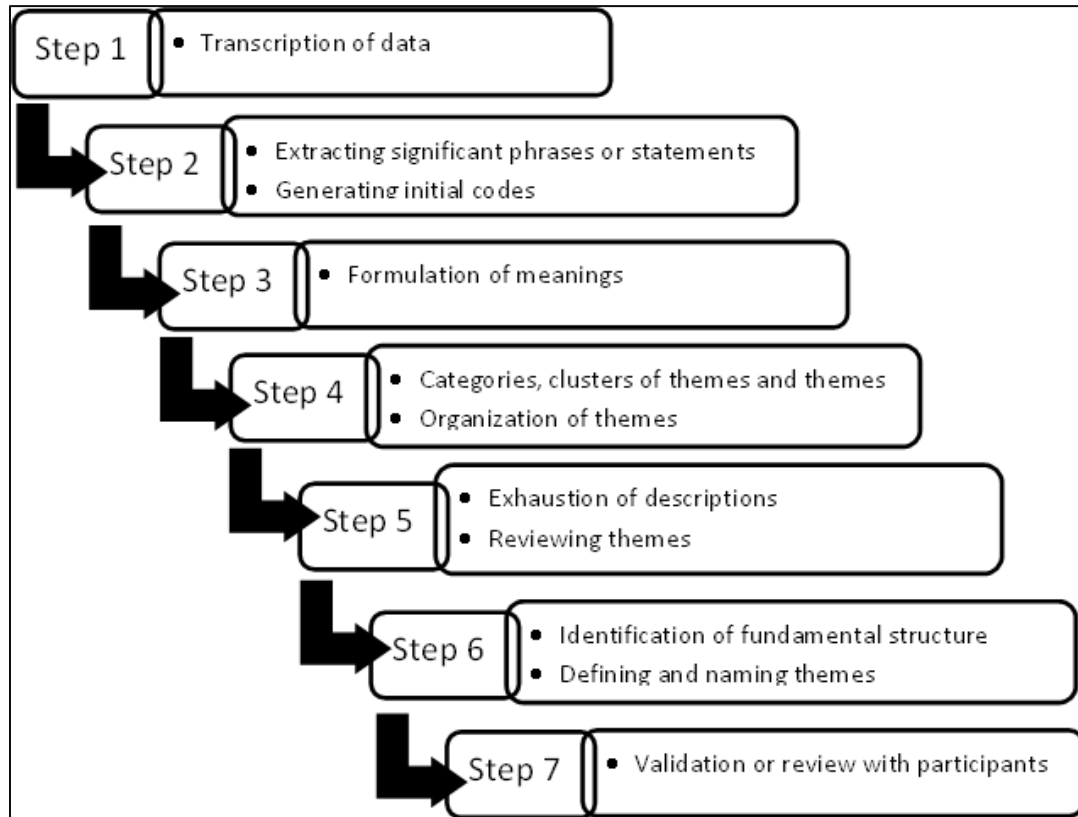 Step 1
• Transcription of data
Step 2
• Extracting significant phrases or statements
• Generating initial codes
Step 3
• Formulation of meanings
Step 4
• Categories, clusters of themes and themes
• Organization of themes
Step 5
• Exhaustion of descriptions
• Reviewing themes
Step 6
• Identification of fundamental structure
• Defining and naming themes
Step 7
• Validation or review with participants